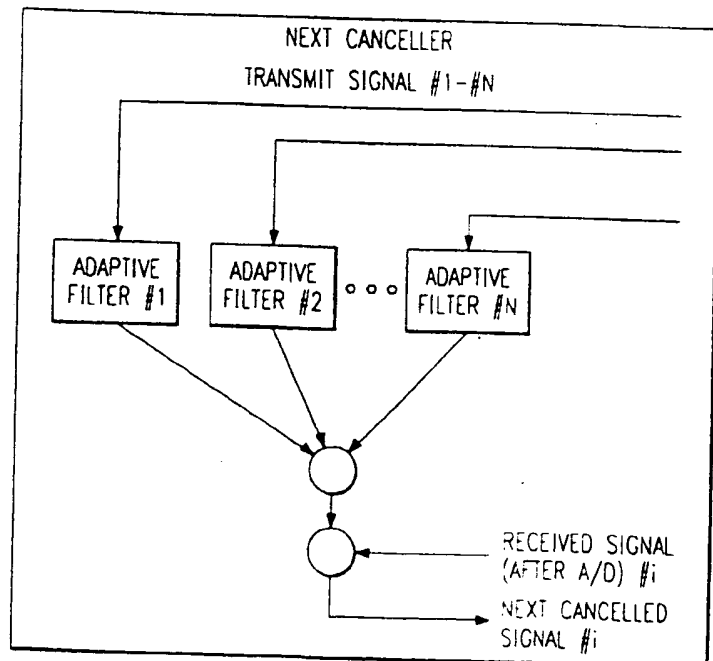 NEXT CANCELLER
TRANSMIT SIGNAL #1-#N
ADAPTIVE
FILTER #1
ADAPTIVE
FILTER #2
ADAPTIVE
FILTER #N
RECEIVED SIGNAL
(AFTER A/D) #i
NEXT CANCELLED
SIGNAL #i